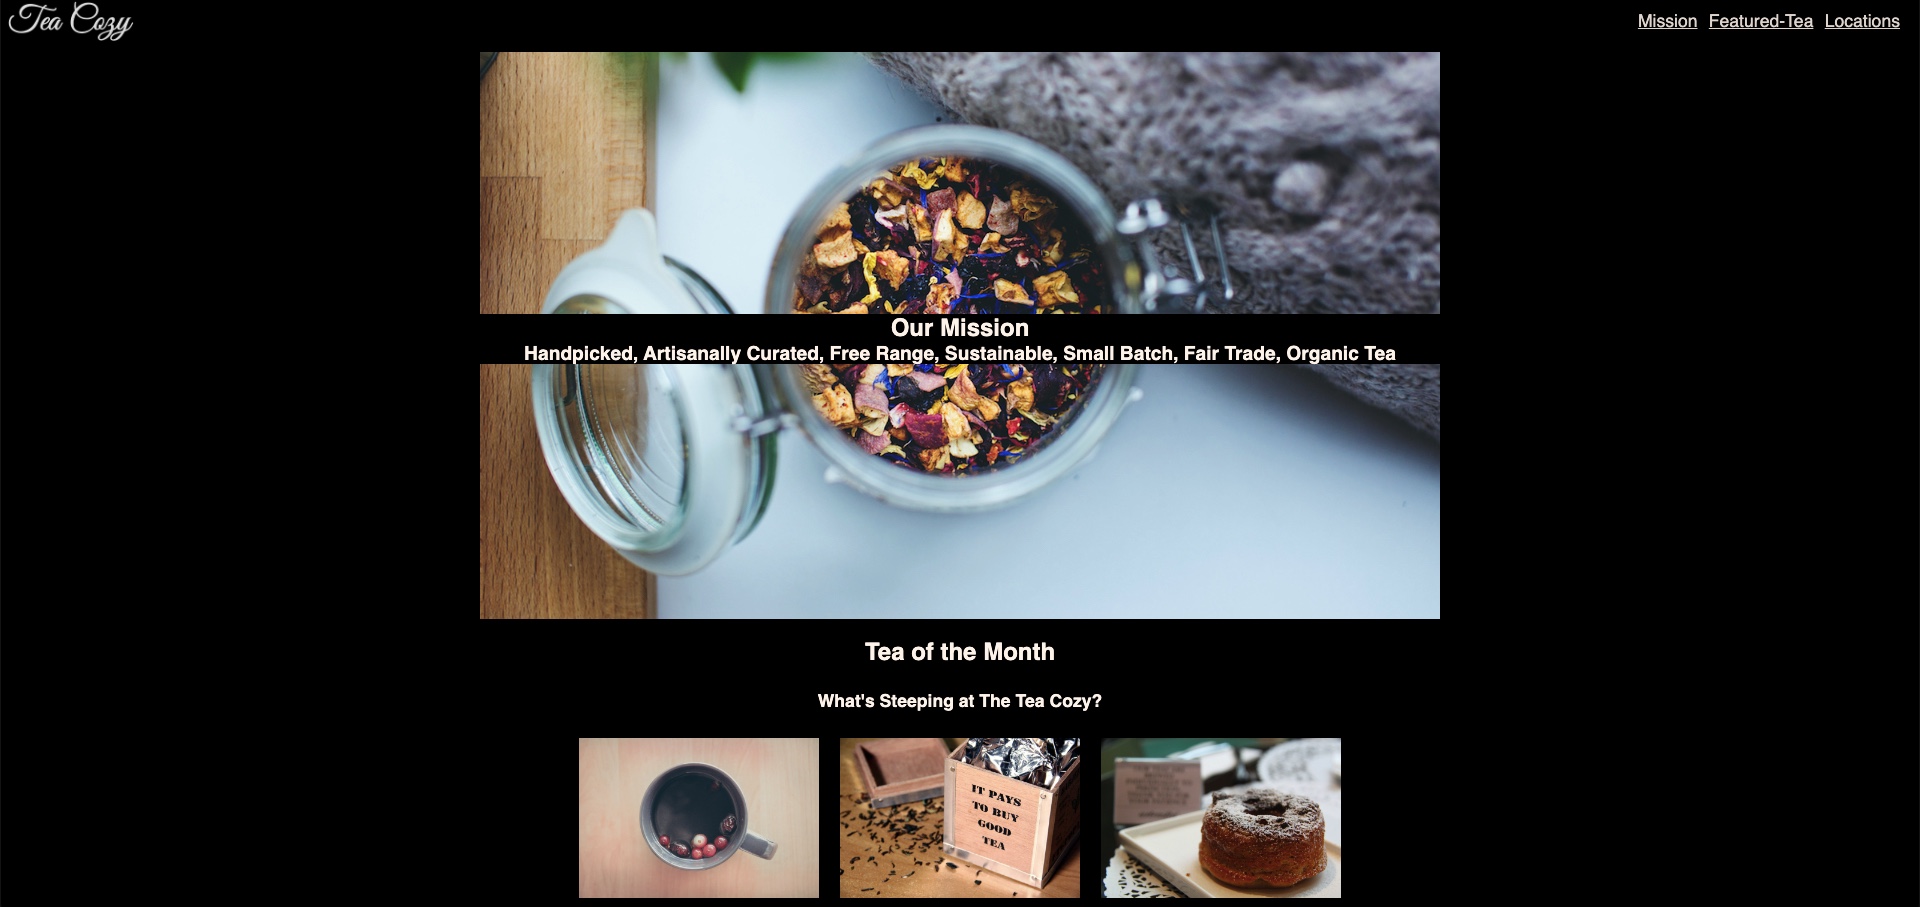 Tea Cozy
Mission Featured-Tea Locations
Our Mission
Handpicked, Artisanally Curated, Free Range, Sustainable, Small Batch, Fair Trade, Organic Tea
Tea of the Month
What's Steeping at The Tea Cozy?
IT PAYS
TO BUY
GOOD
TEA